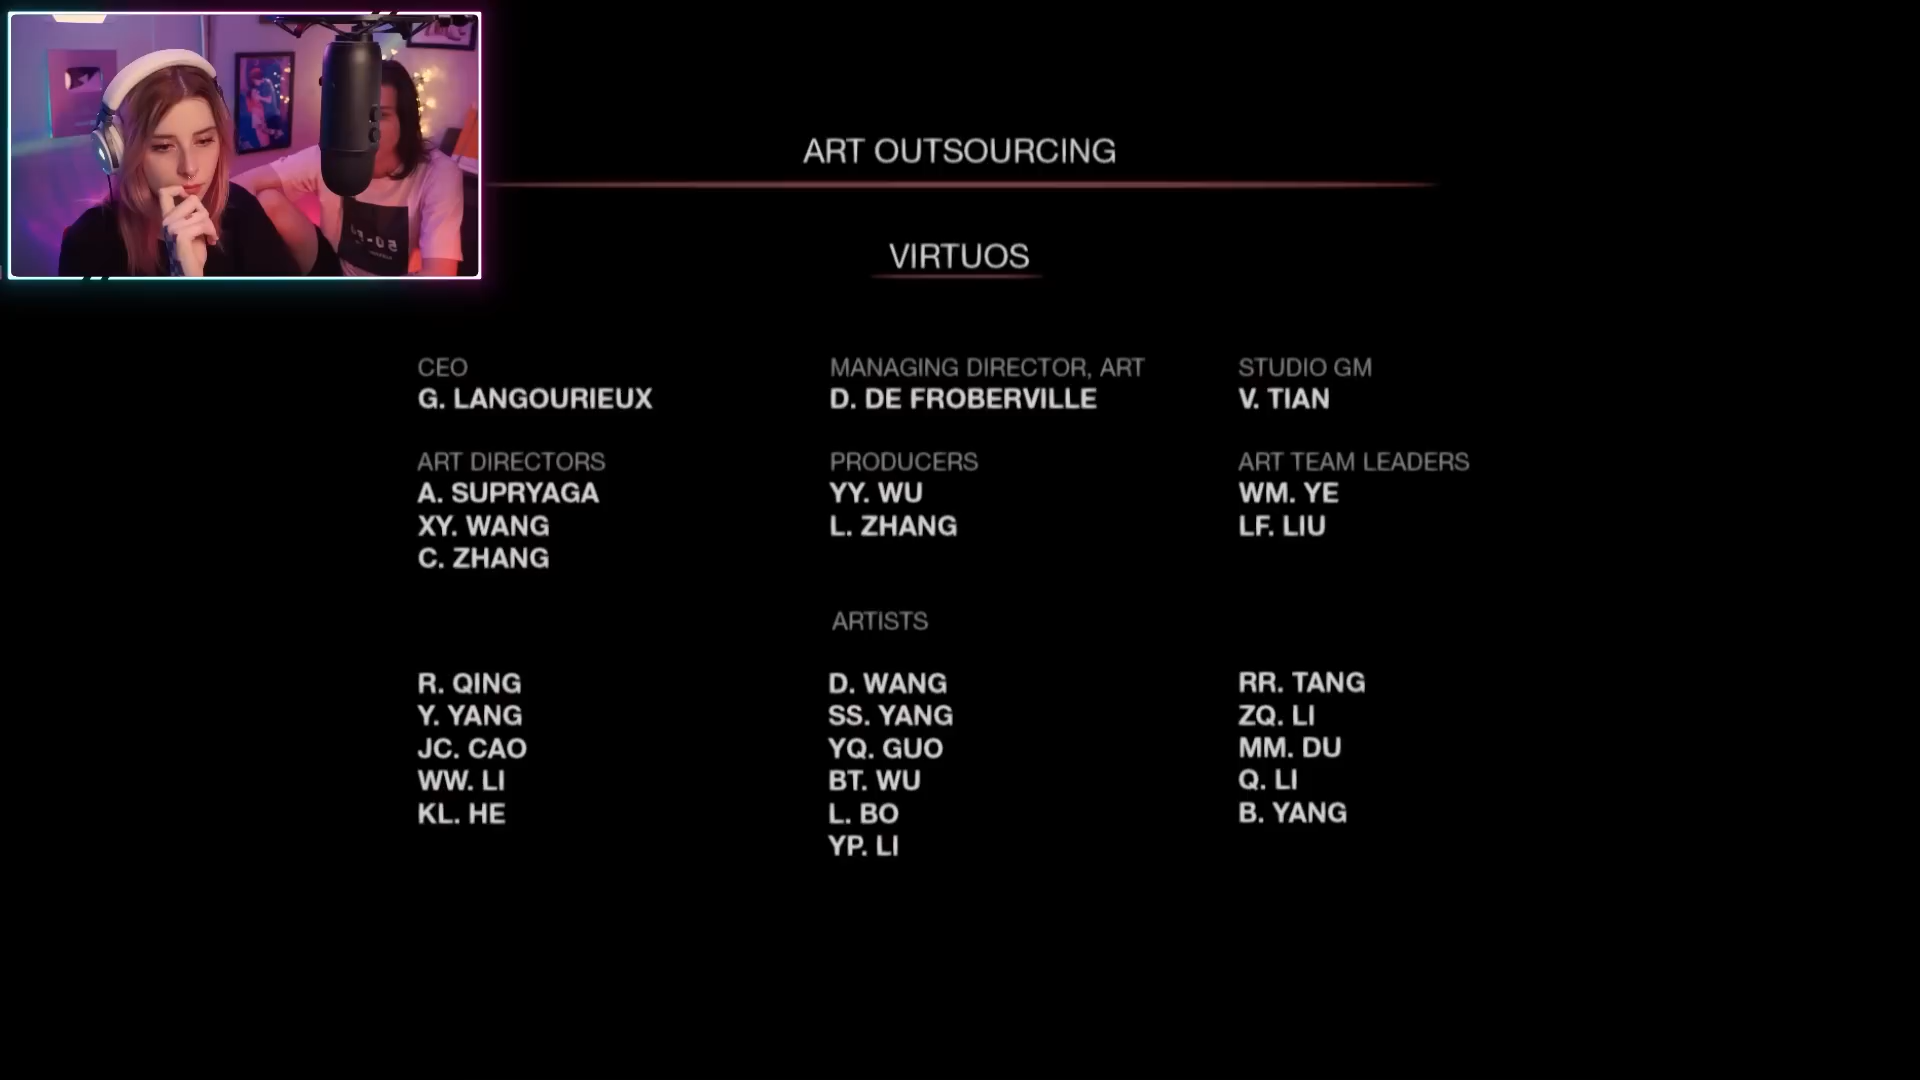 ART OUTSOURCING
VIRTUOS
CEO
G. LANGOURIEUX
MANAGING DIRECTOR, ART
D. DE FROBERVILLE
STUDIO GM
V. TIAN
ART DIRECTORS
A. SUPRYAGA
XY. WANG
C. ZHANG
PRODUCERS
YY. WU
L. ZHANG
ART TEAM LEADERS
WM. YE
LF. LIU
ARTISTS
R. QING
Y. YANG
JC. CAO
WW. LI
KL. HE
D. WANG
SS. YANG
YQ. GUO
BT. WU
L. BO
YP. LI
RR. TANG
ZQ. LI
MM. DU
Q. LI
B. YANG